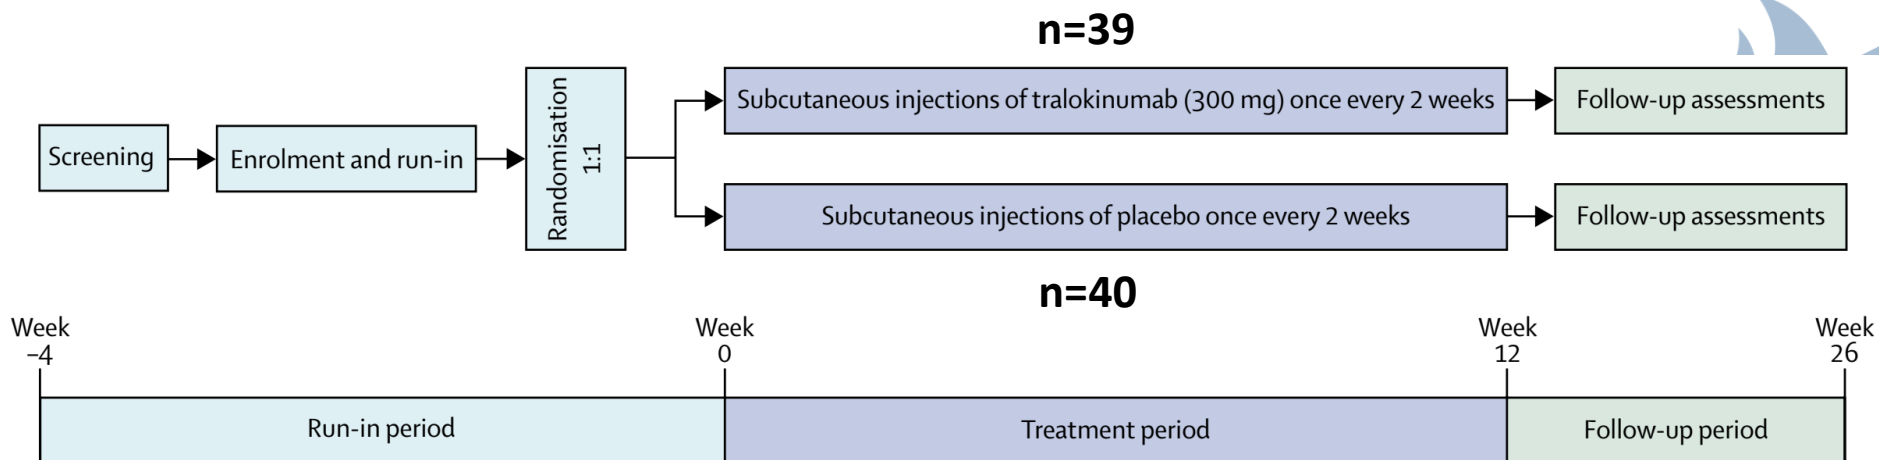 n=39
Screening
Enrolment and run-in
Randomisation
1:1
Subcutaneous injections of tralokinumab (300 mg) once every 2 weeks
Follow-up assessments
Subcutaneous injections of placebo once every 2 weeks
Follow-up assessments
n=40
Week
–4
Week
0
Week
12
Week
26
Run-in period
Treatment period
Follow-up period